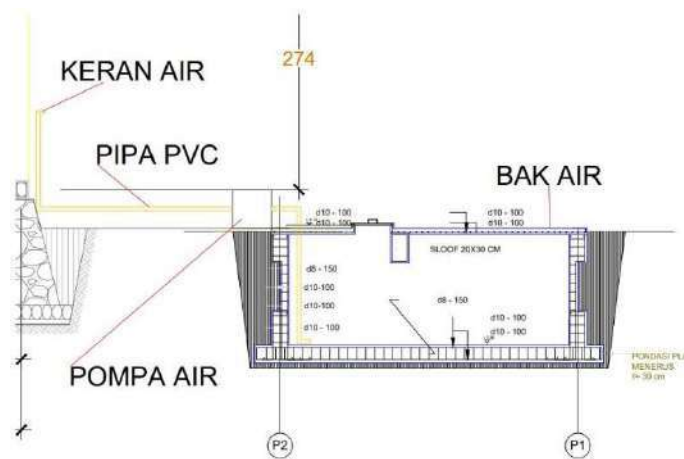 274
KERAN AIR
PIPA PVC
BAK AIR
d10 - 100
d10 - 100
d10 - 100
d10 - 100
SLOOF 20X30 CM
d8 - 150
d10-100
d10-100
d10 - 100
d8 - 150
d10 - 100
d10 - 100
POMPA AIR
MENERUS
P2
P1